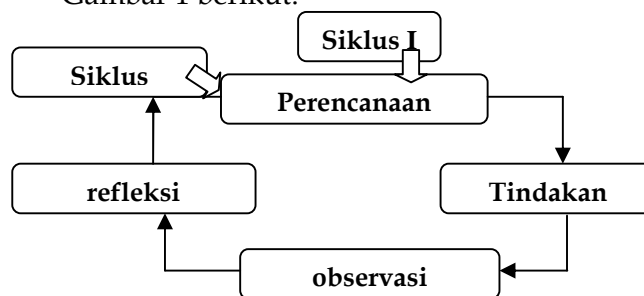 Gambar 1 berikut.
Siklus I
Siklus
Perencanaan
refleksi
Tindakan
observasi